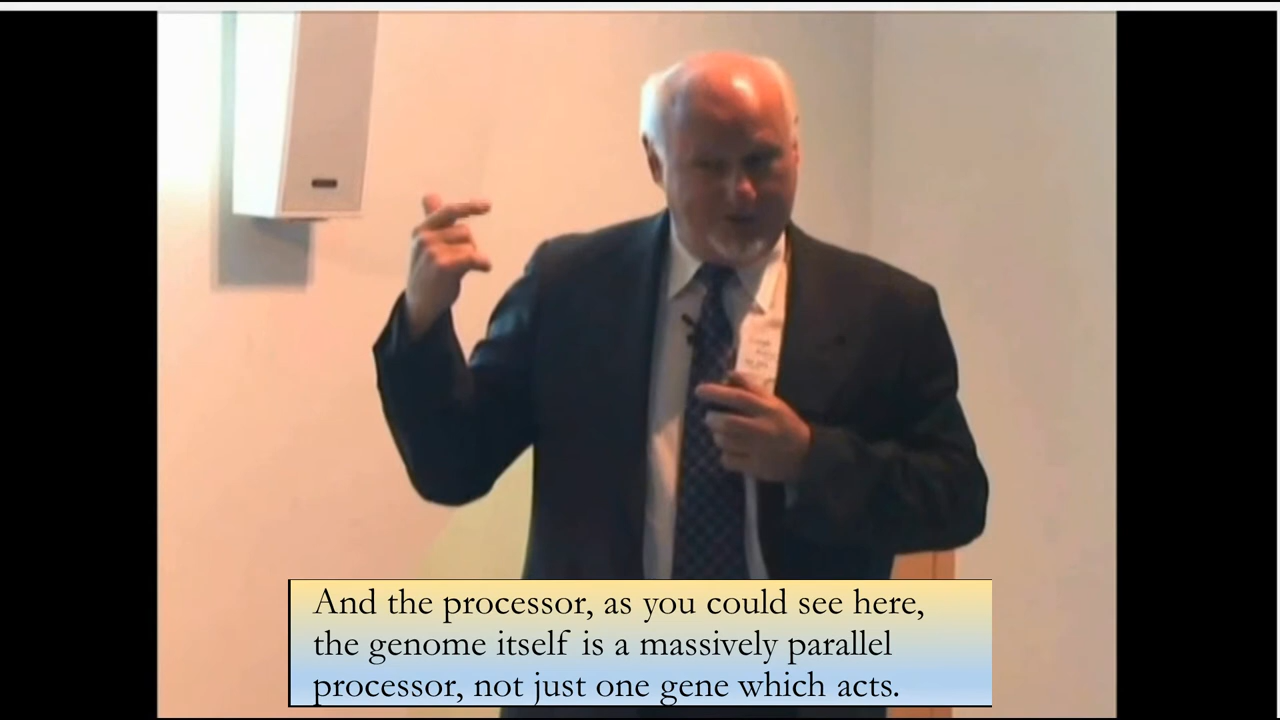 And the processor, as you could see here,
the genome itself is a massively parallel
processor, not just one gene which acts.